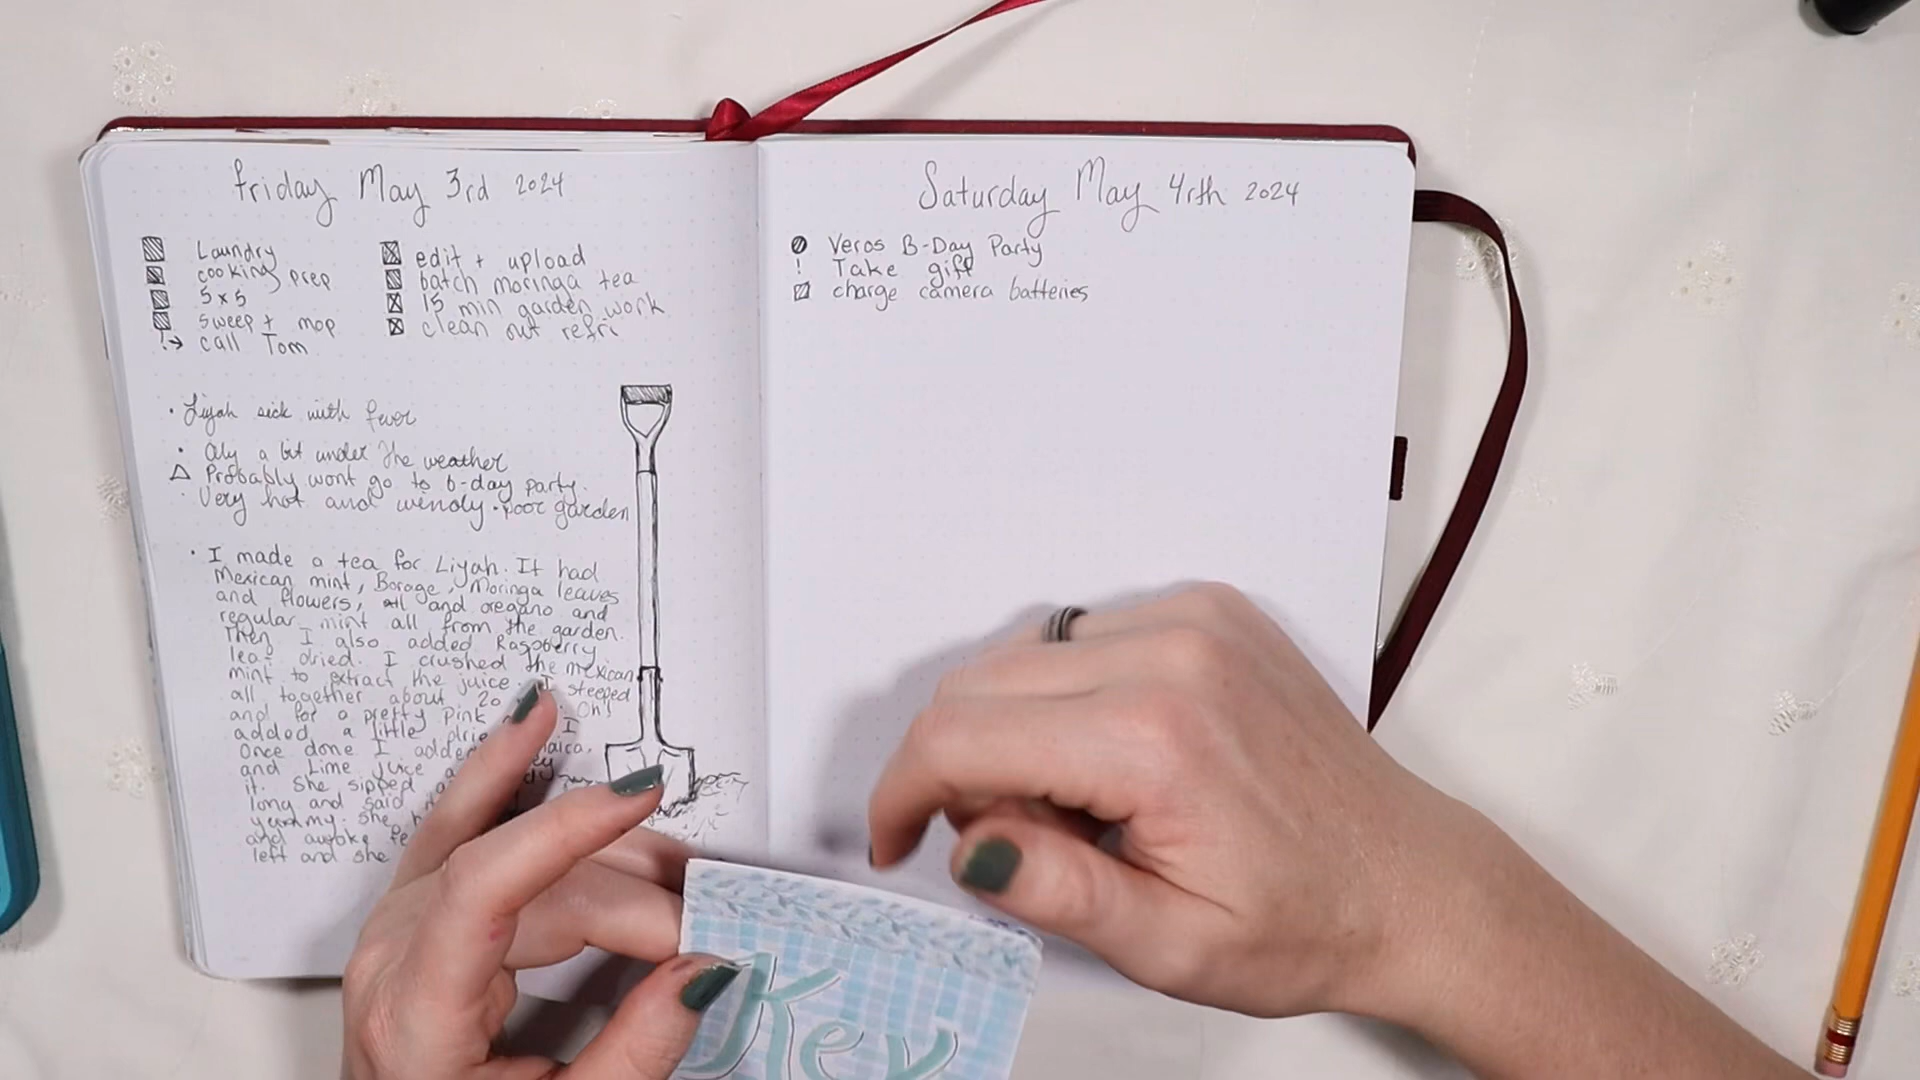 friday May 3rd 2024
Laundry
cooking prep
5x5
sweep + mop
!→ call Tom
edit + upload
batch moringa tea
15 min garden work
clean out refri
· Liyah sick with fever
· Aly a bit under the weather
△ Probably wont go to b-day party.
· Very hot and windy · poor garden
· I made a tea for Liyah. It had
Mexican mint, Borage, Moringa leaves
and flowers, and oregano and
regular mint all from the garden.
Then I also added Raspberry
leaf dried. I crushed the mexican
mint to extract the juice. I steeped
all together about 20
and for a pretty pink Oh!
added a little I
Once done I added
and Lime juice
it. She sipped
long and said
yummy. She
and awoke
left and she
Saturday May 4rth 2024
Veros B-Day Party
! Take gift
charge camera batteries
Key